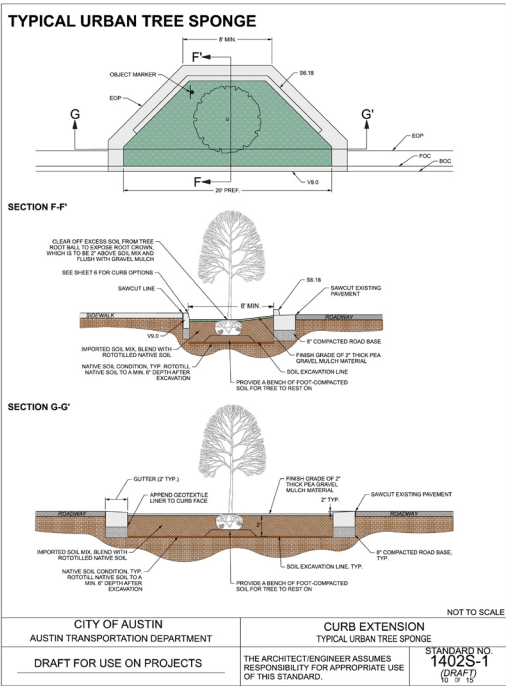 TYPICAL URBAN TREE SPONGE
8' MIN.
F'
OBJECT MARKER
S6.18
EOP
G
G'
EOP
FOC
BOC
F
V9.0
20' PREF.
SECTION F-F'
CLEAR OFF EXCESS SOIL FROM TREE
ROOT BALL TO EXPOSE ROOT CROWN,
WHICH IS TO BE 2" ABOVE SOIL MIX AND
FLUSH WITH GRAVEL MULCH
SEE SHEET 6 FOR CURB OPTIONS
SAWCUT LINE
8' MIN.
S6.18
SAWCUT EXISTING
PAVEMENT
SIDEWALK
ROADWAY
V9.0
8" COMPACTED ROAD BASE
IMPORTED SOIL MIX, BLEND WITH
ROTOTILLED NATIVE SOIL
FINISH GRADE OF 2" THICK PEA
GRAVEL MULCH MATERIAL
NATIVE SOIL CONDITION, TYP. ROTOTILL
NATIVE SOIL TO A MIN. 6" DEPTH AFTER
EXCAVATION
SOIL EXCAVATION LINE
PROVIDE A BENCH OF FOOT-COMPACTED
SOIL FOR TREE TO REST ON
SECTION G-G'
GUTTER (2' TYP.)
APPEND GEOTEXTILE
LINER TO CURB FACE
FINISH GRADE OF 2"
THICK PEA GRAVEL
MULCH MATERIAL
2" TYP.
SAWCUT EXISTING PAVEMENT
ROADWAY
ROADWAY
2'
IMPORTED SOIL MIX, BLEND WITH
ROTOTILLED NATIVE SOIL
8" COMPACTED ROAD BASE,
TYP.
NATIVE SOIL CONDITION, TYP.
ROTOTILL NATIVE SOIL TO A
MIN. 6" DEPTH AFTER
EXCAVATION
SOIL EXCAVATION LINE, TYP.
PROVIDE A BENCH OF FOOT-COMPACTED
SOIL FOR TREE TO REST ON
NOT TO SCALE
CITY OF AUSTIN
AUSTIN TRANSPORTATION DEPARTMENT
CURB EXTENSION
TYPICAL URBAN TREE SPONGE
DRAFT FOR USE ON PROJECTS
THE ARCHITECT/ENGINEER ASSUMES
RESPONSIBILITY FOR APPROPRIATE USE
OF THIS STANDARD.
STANDARD NO.
1402S-1
(DRAFT)
10 OF 15